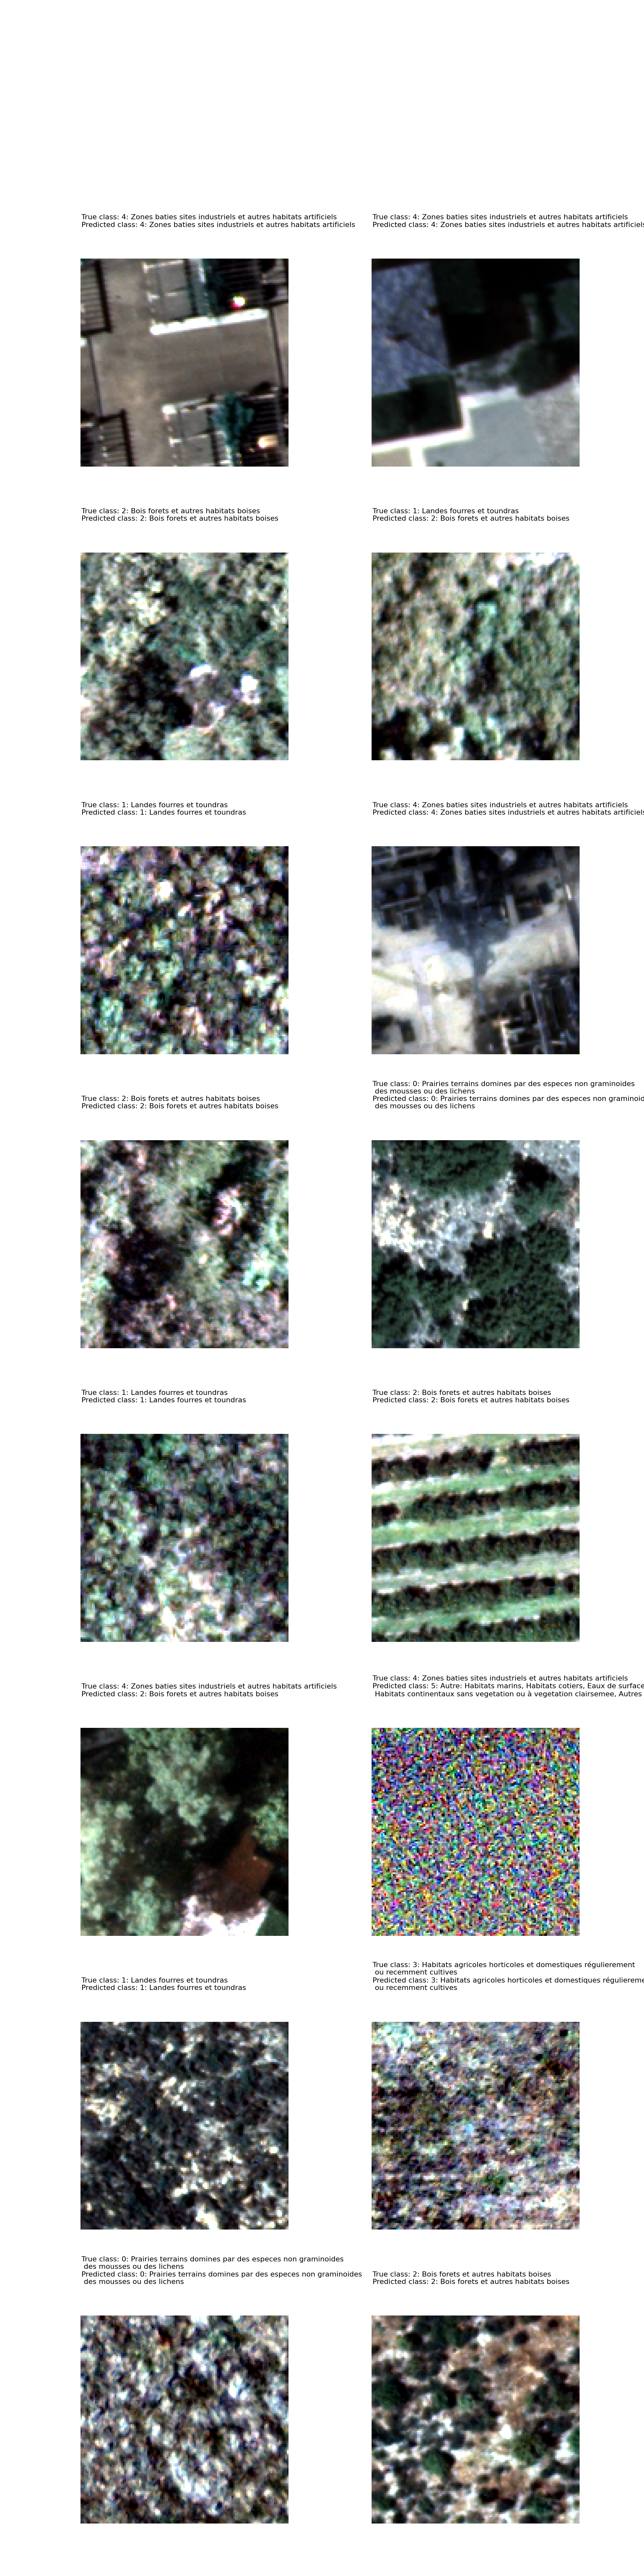 True class: 4: Zones baties sites industriels et autres habitats artificiels
Predicted class: 4: Zones baties sites industriels et autres habitats artificiels
True class: 4: Zones baties sites industriels et autres habitats artificiels
Predicted class: 4: Zones baties sites industriels et autres habitats artificiels
True class: 2: Bois forets et autres habitats boises
Predicted class: 2: Bois forets et autres habitats boises
True class: 1: Landes fourres et toundras
Predicted class: 2: Bois forets et autres habitats boises
True class: 1: Landes fourres et toundras
Predicted class: 1: Landes fourres et toundras
True class: 4: Zones baties sites industriels et autres habitats artificiels
Predicted class: 4: Zones baties sites industriels et autres habitats artificiels
True class: 2: Bois forets et autres habitats boises
Predicted class: 2: Bois forets et autres habitats boises
True class: 0: Prairies terrains domines par des especes non graminoides
des mousses ou des lichens
Predicted class: 0: Prairies terrains domines par des especes non graminoid
des mousses ou des lichens
True class: 1: Landes fourres et toundras
Predicted class: 1: Landes fourres et toundras
True class: 2: Bois forets et autres habitats boises
Predicted class: 2: Bois forets et autres habitats boises
True class: 4: Zones baties sites industriels et autres habitats artificiels
Predicted class: 2: Bois forets et autres habitats boises
True class: 4: Zones baties sites industriels et autres habitats artificiels
Predicted class: 5: Autre: Habitats marins, Habitats cotiers, Eaux de surface
Habitats continentaux sans vegetation ou à vegetation clairsemee, Autres
True class: 1: Landes fourres et toundras
Predicted class: 1: Landes fourres et toundras
True class: 3: Habitats agricoles horticoles et domestiques régulierement
ou recemment cultives
Predicted class: 3: Habitats agricoles horticoles et domestiques régulierem
ou recemment cultives
True class: 0: Prairies terrains domines par des especes non graminoides
des mousses ou des lichens
Predicted class: 0: Prairies terrains domines par des especes non graminoides
des mousses ou des lichens
True class: 2: Bois forets et autres habitats boises
Predicted class: 2: Bois forets et autres habitats boises